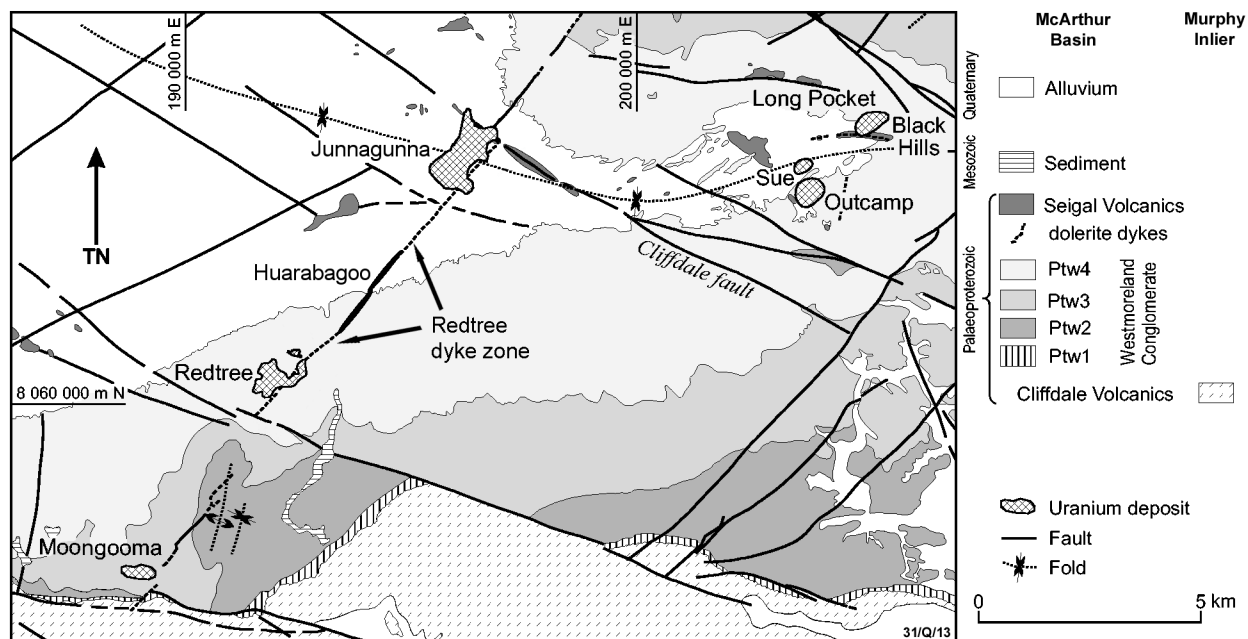 190 000 m E
200 000 m E
Long Pocket
Black
Hills
Junnagunna
Sue
Outcamp
TN
Cliffdale fault
Huarabagoo
Redtree
dyke zone
Redtree
8 060 000 m N
Moongooma
31/Q/13
McArthur
Basin
Murphy
Inlier
Quaternary
Alluvium
Mesozoic
Sediment
Palaeoproterozoic
Seigal Volcanics
dolerite dykes
Ptw4
Ptw3
Ptw2
Ptw1
Westmoreland
Conglomerate
Cliffdale Volcanics
Uranium deposit
Fault
Fold
0
5 km